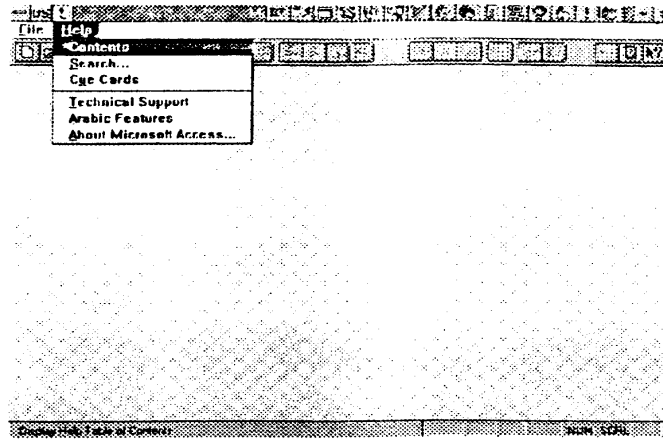 File Help
Contents
Search...
Cue Cards
Technical Support
Arabic Features
About Microsoft Access...
Display Help Table of Contents NUM SCRL